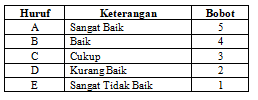 Huruf Keterangan Bobot
A Sangat Baik 5
B Baik 4
C Cukup 3
D Kurang Baik 2
E Sangat Tidak Baik 1